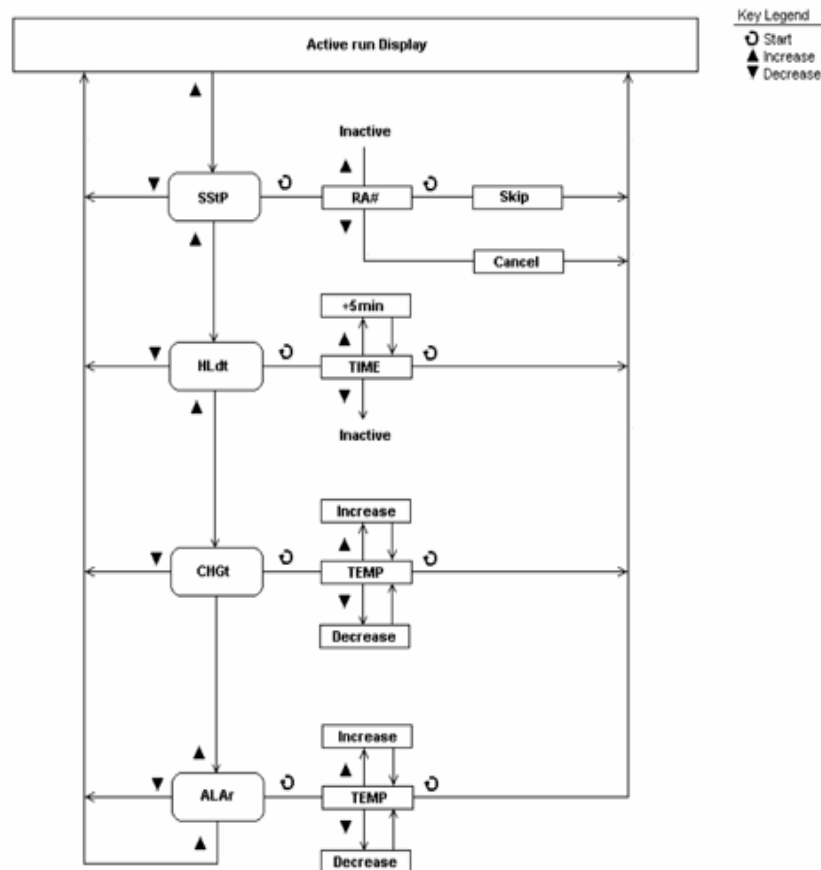 Key Legend
Start
Increase
Decrease
Active run Display
Inactive
SStP
RA#
Skip
Cancel
+5min
HLdt
TIME
Inactive
Increase
CHGt
TEMP
Decrease
Increase
ALAr
TEMP
Decrease